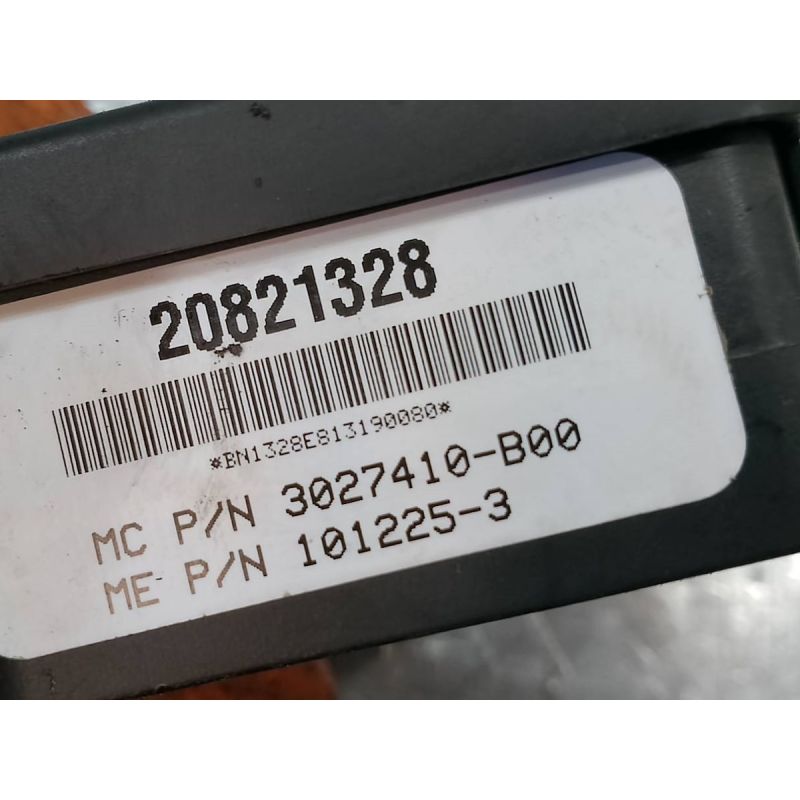 20821328
*BN1328E813190080*
MC P/N 3027410-B00
ME P/N 101225-3